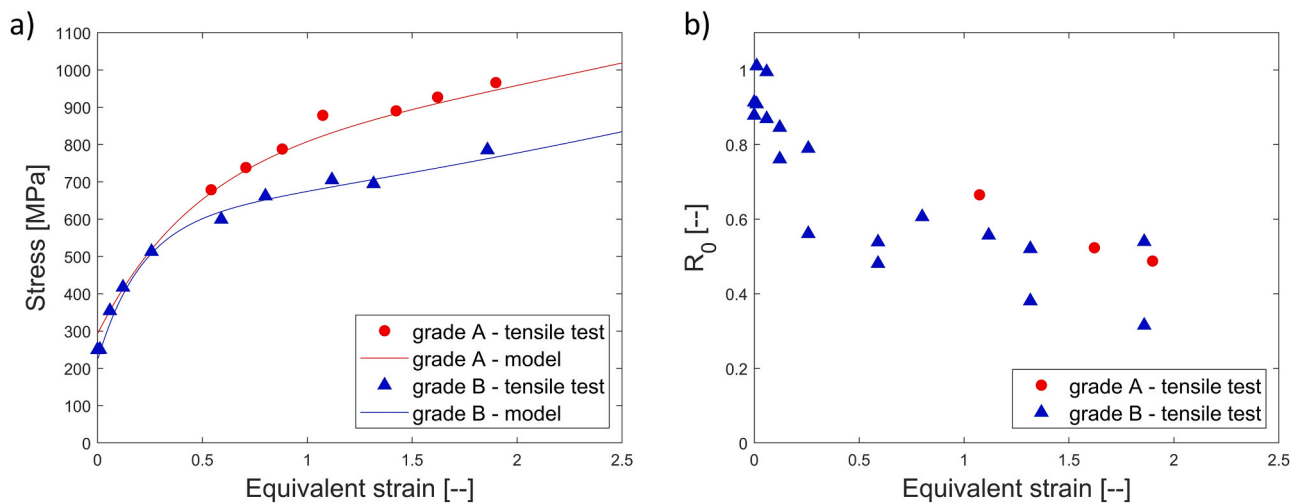 a)
1100
1000
900
800
700
600
500
400
300
200
100
0
Stress [MPa]
grade A - tensile test
grade A - model
grade B - tensile test
grade B - model
0 0.5 1 1.5 2 2.5
Equivalent strain [--]
b)
1
0.8
0.6
0.4
0.2
0
R0 [--]
grade A - tensile test
grade B - tensile test
0 0.5 1 1.5 2 2.5
Equivalent strain [--]